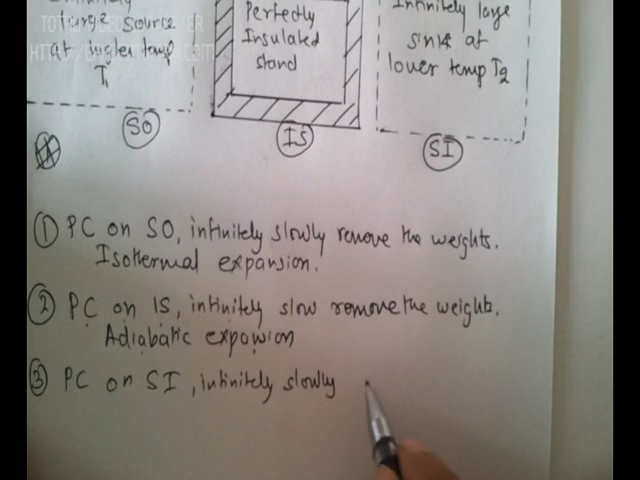 large source
at higher temp
T1
Perfectly
Insulated
stand
Infinitely large
sink at
lower temp T2
SO
IS
SI
1 PC on SO, infinitely slowly remove the weights.
Isothermal expansion.
2 PC on IS, infinitely slow remove the weights.
Adiabatic expansion
3 PC on SI, infinitely slowly